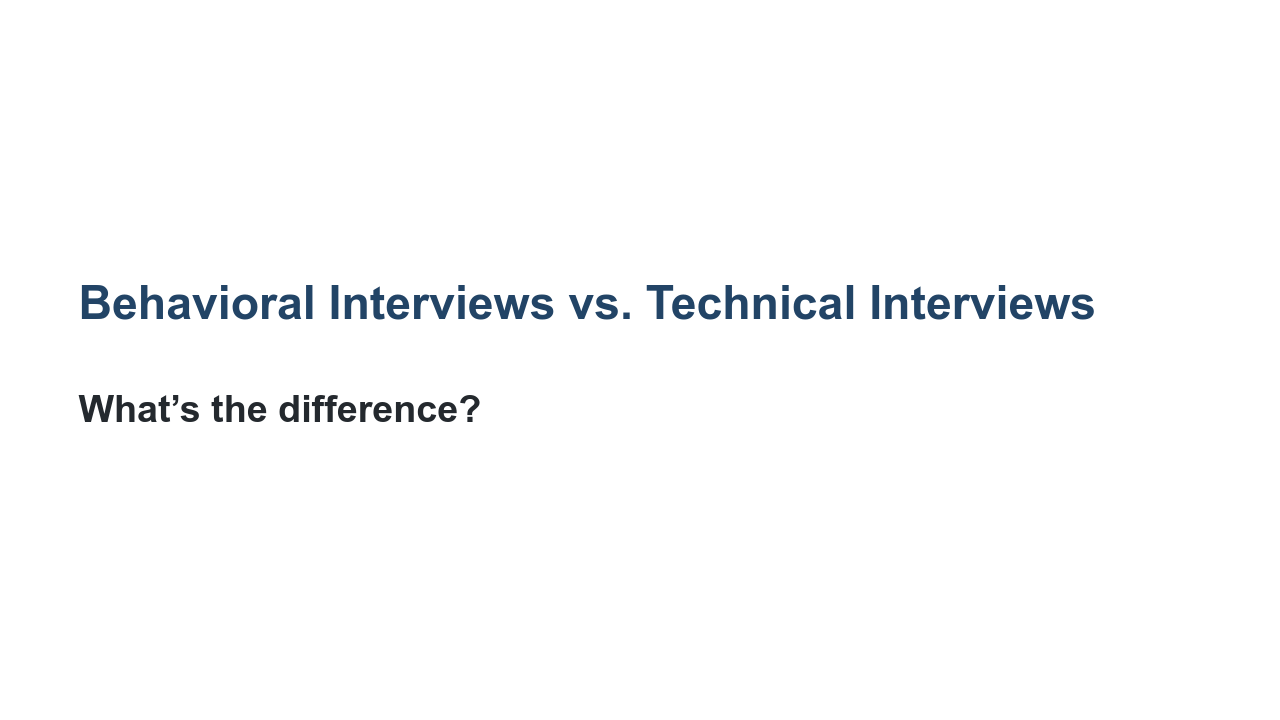 Behavioral Interviews vs. Technical Interviews
What’s the difference?